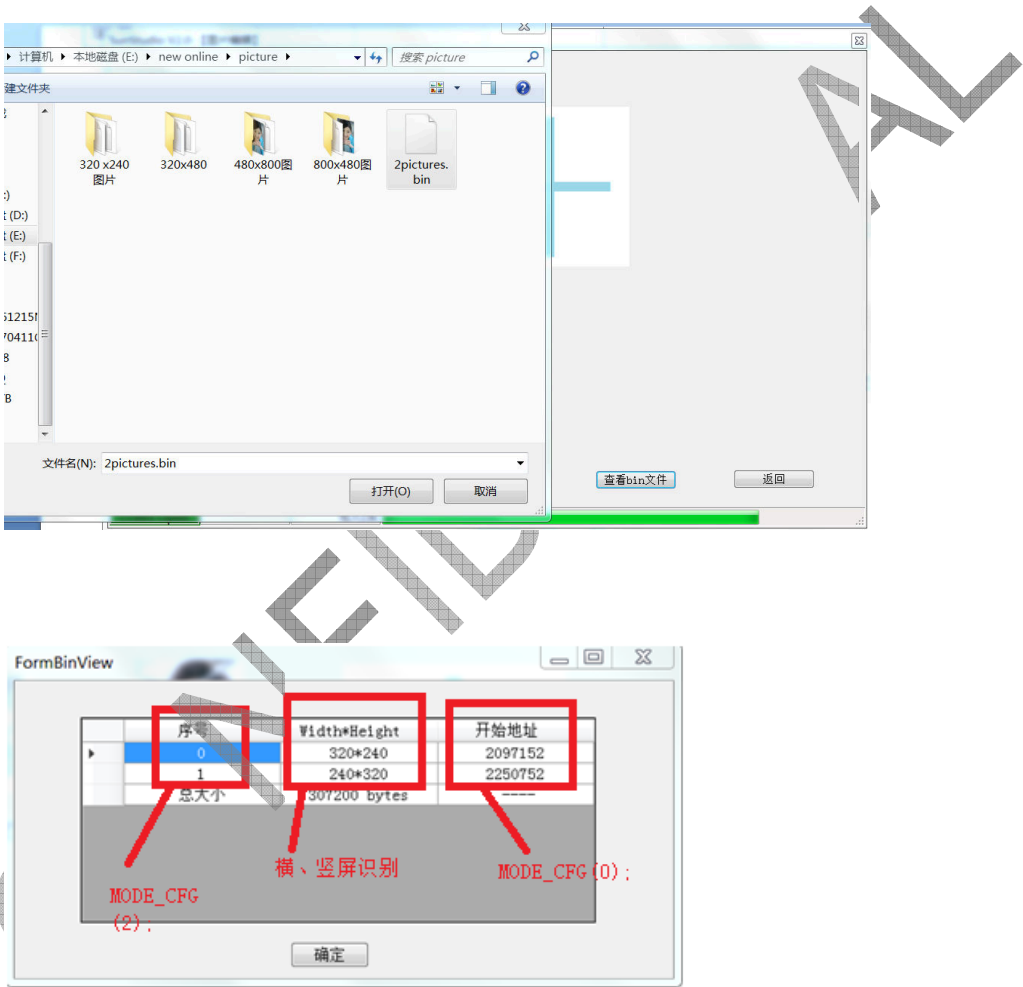 计算机 ▸ 本地磁盘 (E:) ▸ new online ▸ picture ▸
搜索 picture
建文件夹
320 x240
图片
320x480
480x800图
片
800x480图
片
2pictures.
bin
:)
(D:)
(E:)
(F:)
51215
70411
8
B
文件名(N): 2pictures.bin
打开(O)
取消
查看bin文件
返回
FormBinView
序号 Width*Height 开始地址
0 320*240 2097152
1 240*320 2250752
总大小 307200 bytes ----
横、竖屏识别
MODE_CFG(0);
MODE_CFG
(2);
确定